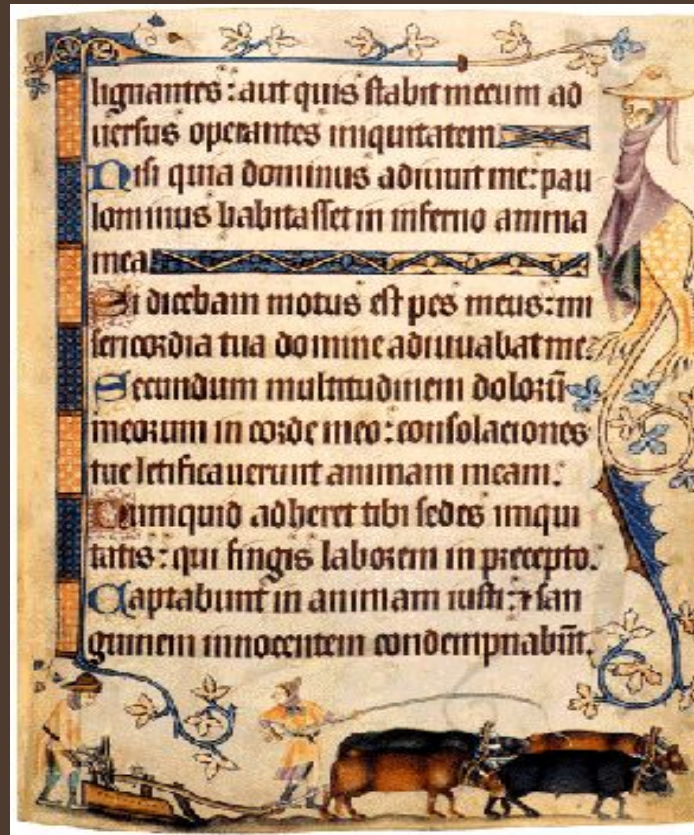 lignantes : aut quis stabit mecum ad
uersus operantes iniquitatem.
Nisi quia dominus adiuuit me : pau
lominus habitasset in inferno anima
mea.
Si dicebam motus est pes meus : mi
sericordia tua domine adiuuabat me.
Secundum multitudinem dolorū
meorum in corde meo : consolaciones
tue letificauerunt animam meam.
Numquid adheret tibi sedes iniqui
tatis : qui fingis laborem in precepto.
Captabunt in animam iusti : ⁊ san
guinem innocentem condempnabūt.